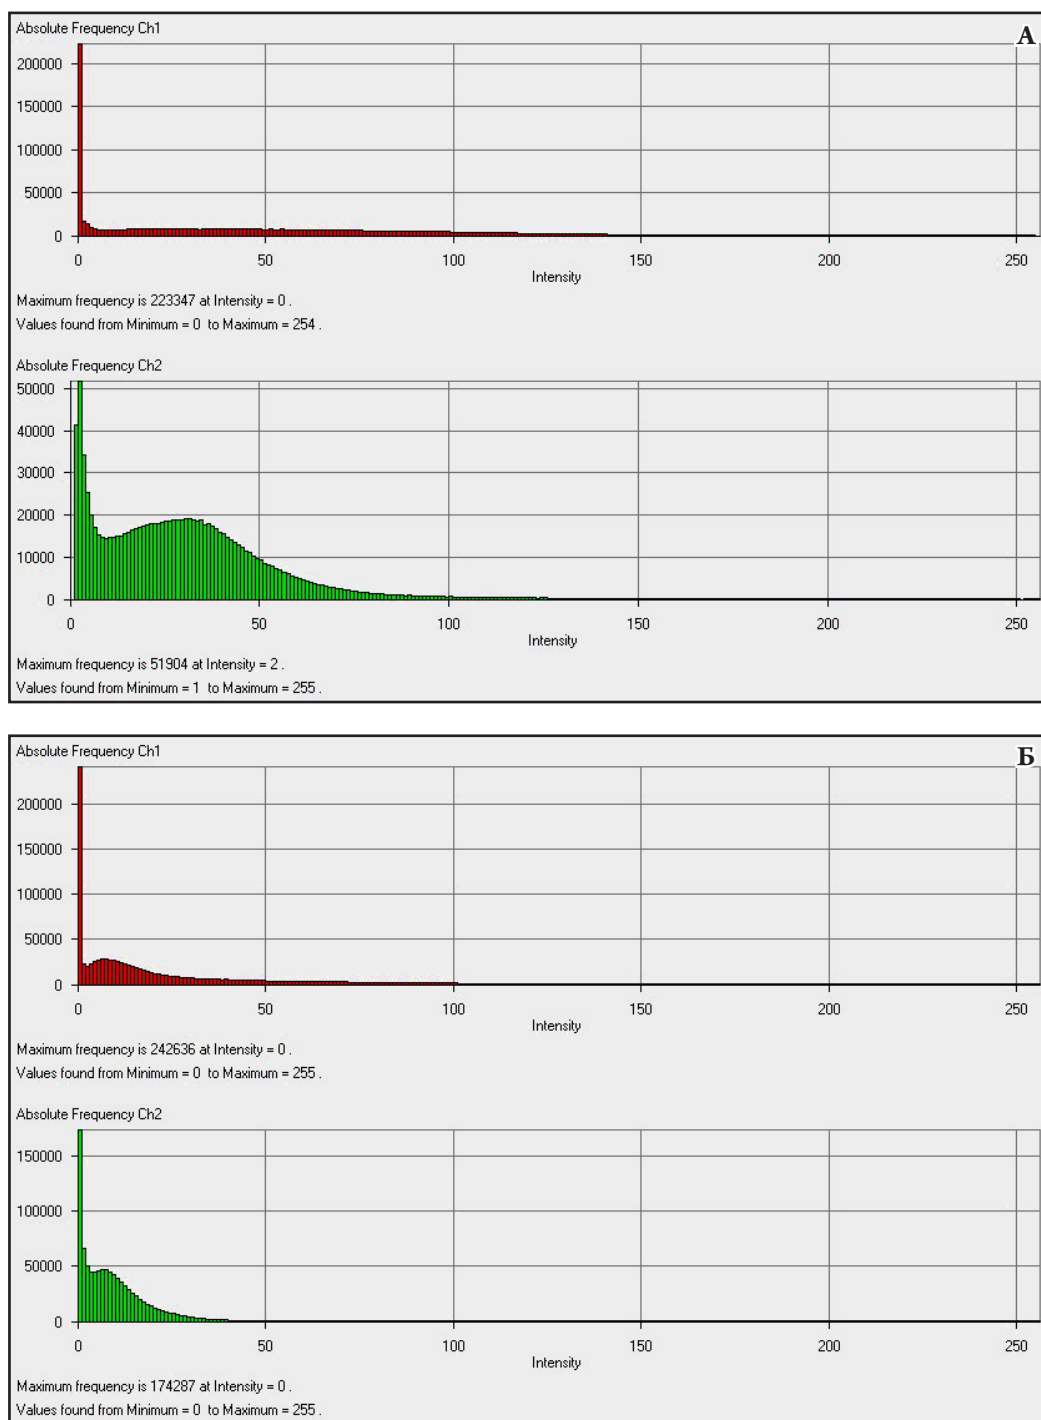 Absolute Frequency Ch1
А
200000
150000
100000
50000
0
0 50 100 150 200 250
Intensity
Maximum frequency is 223347 at Intensity = 0 .
Values found from Minimum = 0 to Maximum = 254 .
Absolute Frequency Ch2
50000
40000
30000
20000
10000
0
0 50 100 150 200 250
Intensity
Maximum frequency is 51904 at Intensity = 2 .
Values found from Minimum = 1 to Maximum = 255 .
Absolute Frequency Ch1
Б
200000
150000
100000
50000
0
0 50 100 150 200 250
Intensity
Maximum frequency is 242636 at Intensity = 0 .
Values found from Minimum = 0 to Maximum = 255 .
Absolute Frequency Ch2
150000
100000
50000
0
0 50 100 150 200 250
Intensity
Maximum frequency is 174287 at Intensity = 0 .
Values found from Minimum = 0 to Maximum = 255 .